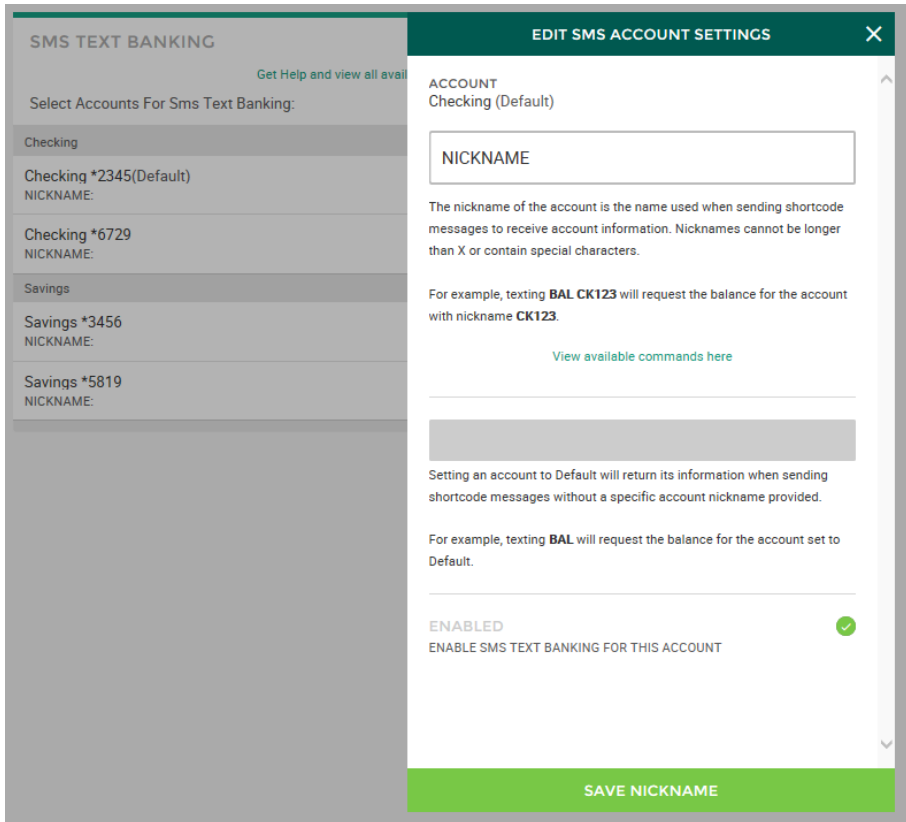 SMS TEXT BANKING
Get Help and view all avail
Select Accounts For Sms Text Banking:
Checking
Checking *2345(Default)
NICKNAME:
Checking *6729
NICKNAME:
Savings
Savings *3456
NICKNAME:
Savings *5819
NICKNAME:
EDIT SMS ACCOUNT SETTINGS
ACCOUNT
Checking (Default)
NICKNAME
The nickname of the account is the name used when sending shortcode
messages to receive account information. Nicknames cannot be longer
than X or contain special characters.
For example, texting BAL CK123 will request the balance for the account
with nickname CK123.
View available commands here
Setting an account to Default will return its information when sending
shortcode messages without a specific account nickname provided.
For example, texting BAL will request the balance for the account set to
Default.
ENABLED
ENABLE SMS TEXT BANKING FOR THIS ACCOUNT
SAVE NICKNAME